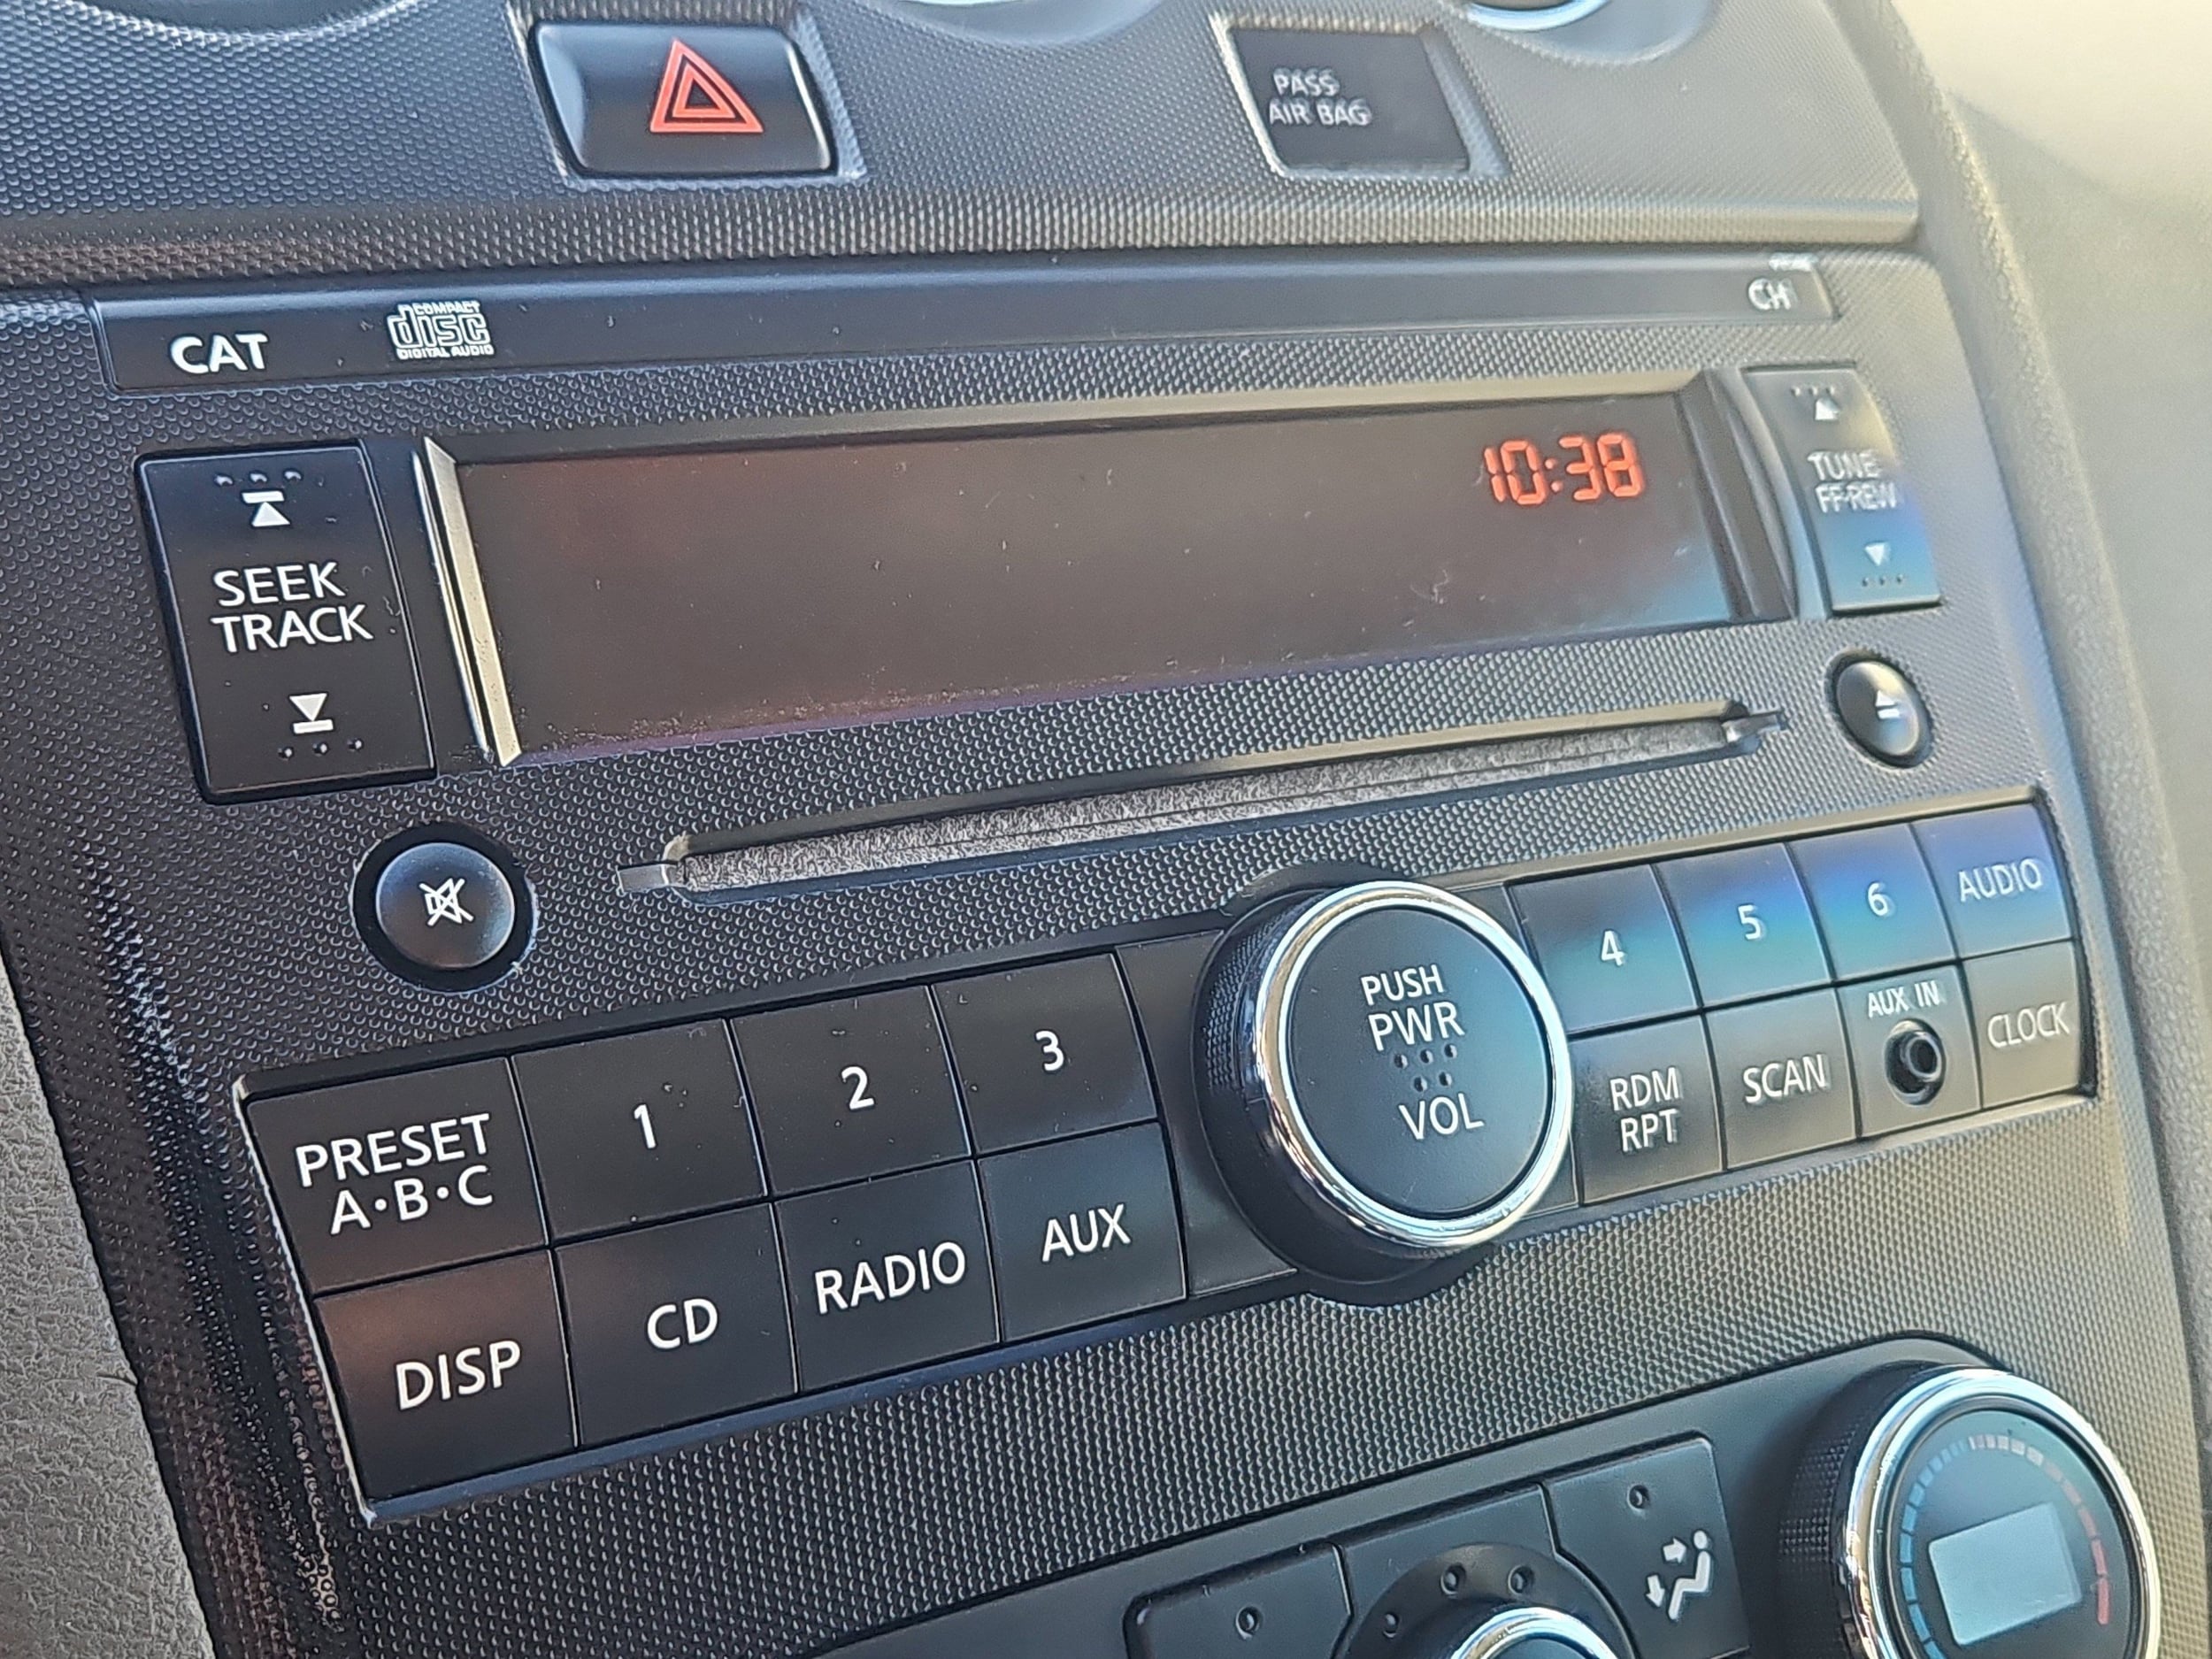 PASS
AIR BAG
CAT
COMPACT
disc
DIGITAL AUDIO
CH
10:38
SEEK
TRACK
TUNE
FF·REW
PUSH
PWR
VOL
PRESET
A·B·C
1
2
3
4
5
6
AUDIO
DISP
CD
RADIO
AUX
RDM
RPT
SCAN
AUX IN
CLOCK